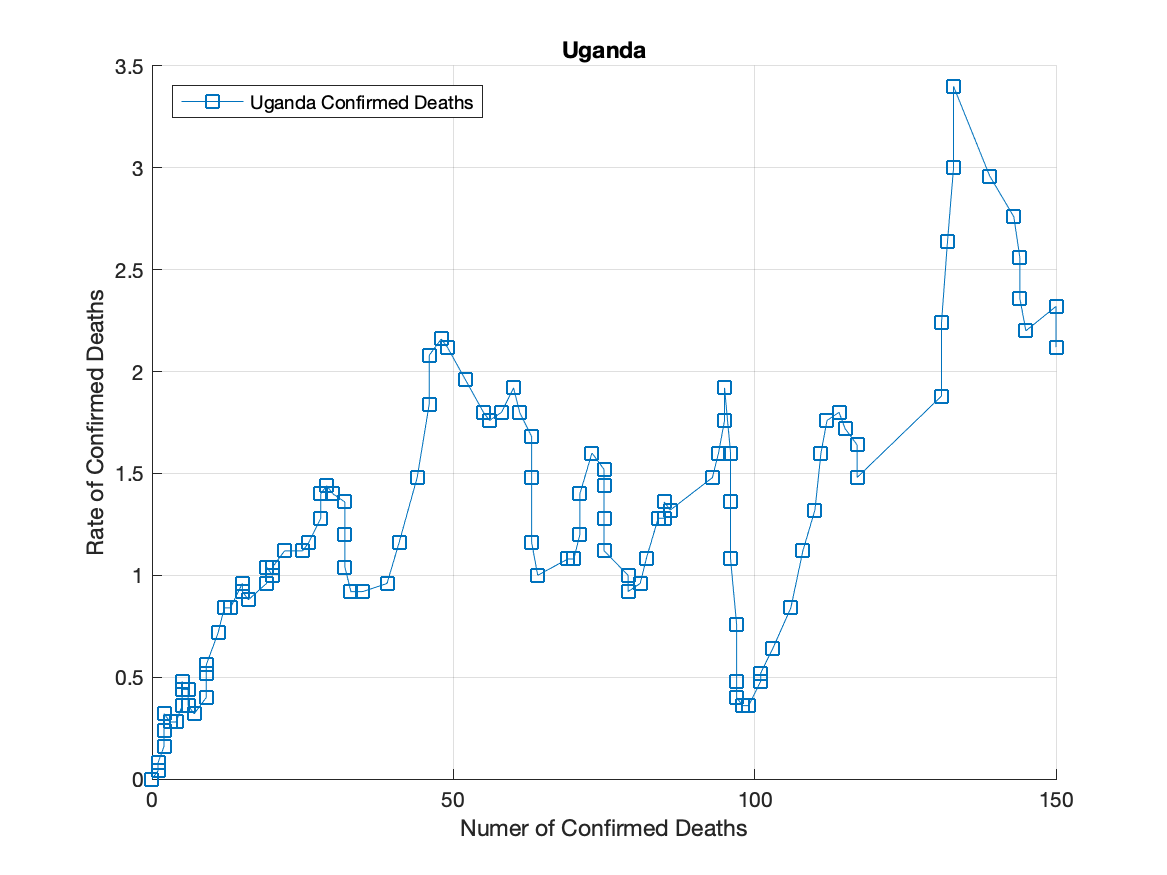 Uganda
Uganda Confirmed Deaths
3.5
3
2.5
2
1.5
1
0.5
0
Rate of Confirmed Deaths
0 50 100 150
Numer of Confirmed Deaths